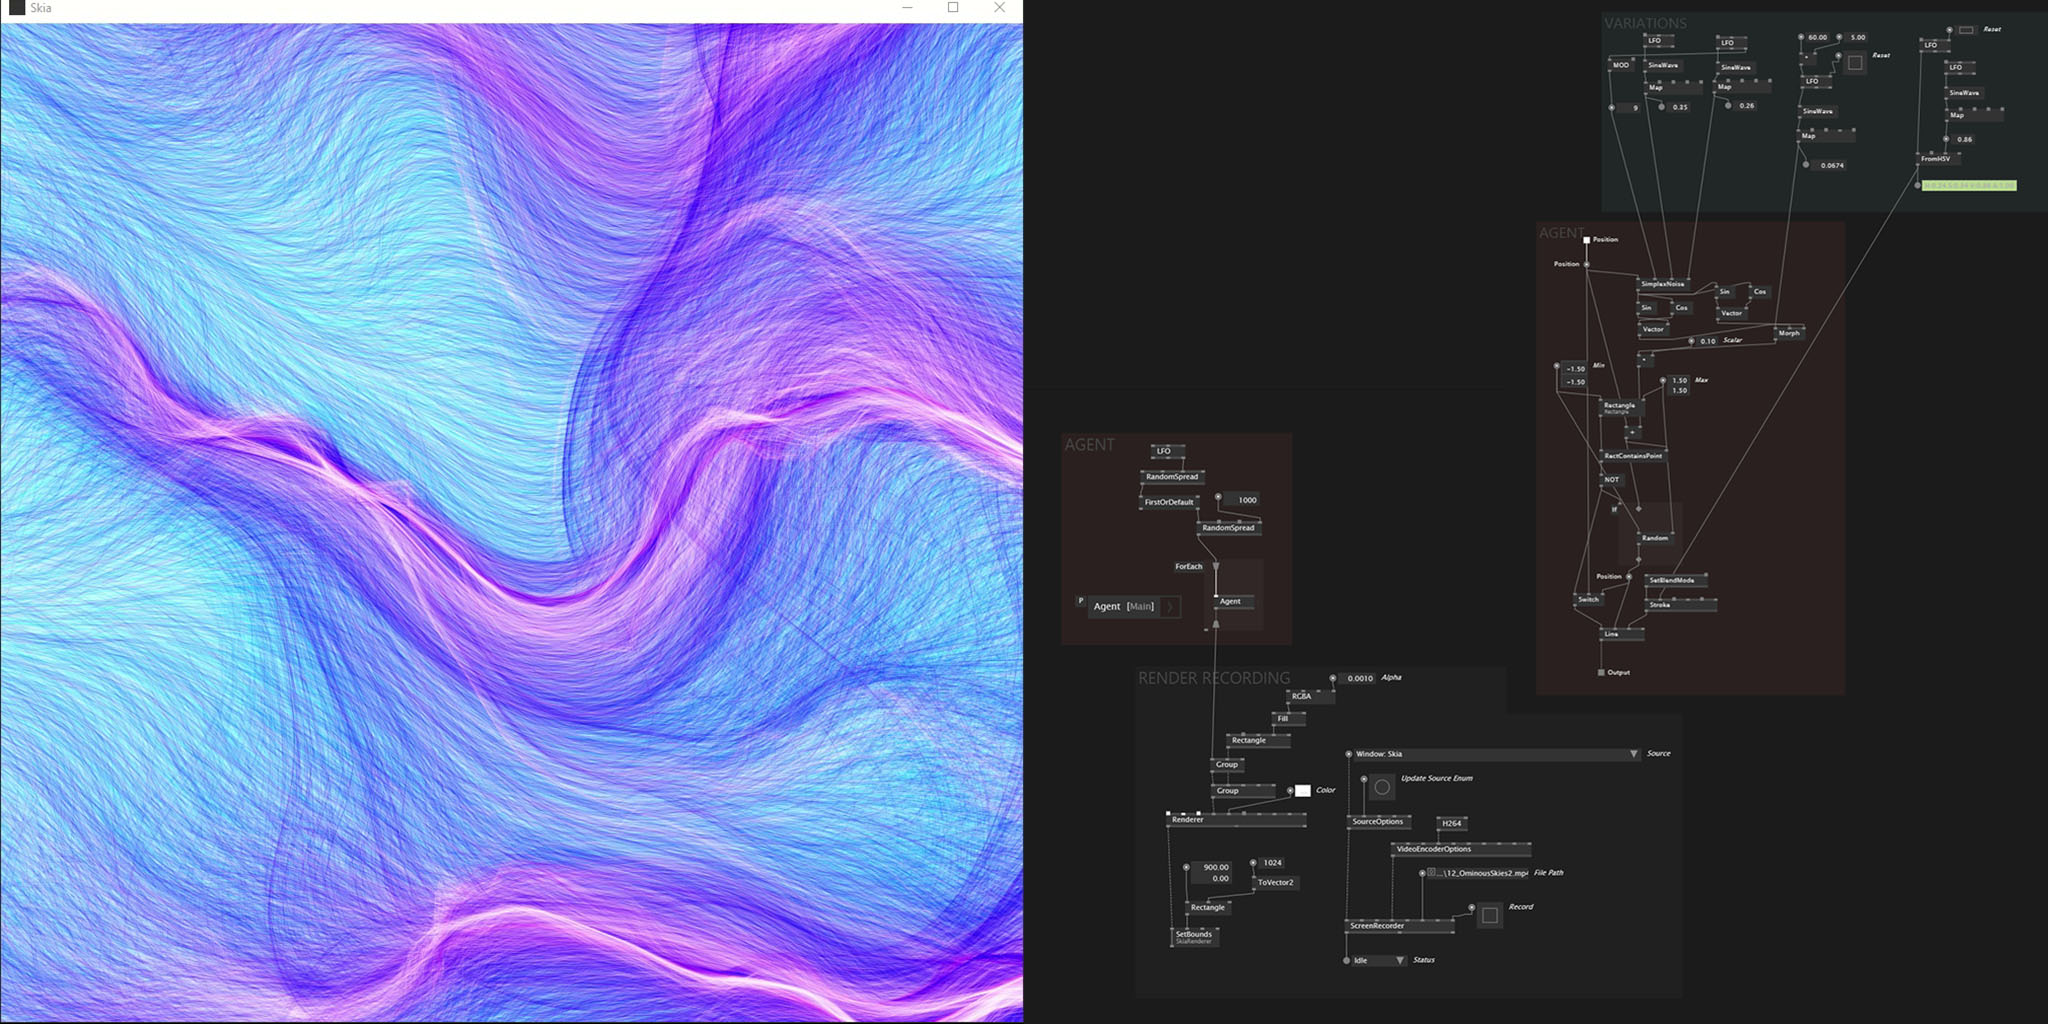 Skia
VARIATIONS
LFO
LFO
60.00
5.00
Reset
LFO
Reset
MOD
SineWave
SineWave
LFO
LFO
Map
Map
SineWave
9
0.35
0.26
SineWave
Map
Map
0.86
0.0674
FromHSV
AGENT
Position
Position
SimplexNoise
Sin
Cos
Sin
Cos
Vector
Vector
Morph
0.10
Scalar
-1.50
Min
-1.50
1.50
Max
1.50
Rectangle
Rectangle
+
RectContainsPoint
NOT
If
Random
Position
SetBlendMode
Switch
Stroke
Line
Output
AGENT
LFO
RandomSpread
FirstOrDefault
1000
RandomSpread
ForEach
P
Agent [Main]
Agent
RENDER RECORDING
0.0010
Alpha
RGBA
Fill
Rectangle
Group
Group
Color
Renderer
900.00
0.00
1024
ToVector2
Rectangle
SetBounds
SkiaRenderer
Window: Skia
Source
Update Source Enum
SourceOptions
H264
VideoEncoderOptions
...\12_OminousSkies2.mp4
File Path
Record
ScreenRecorder
Idle
Status